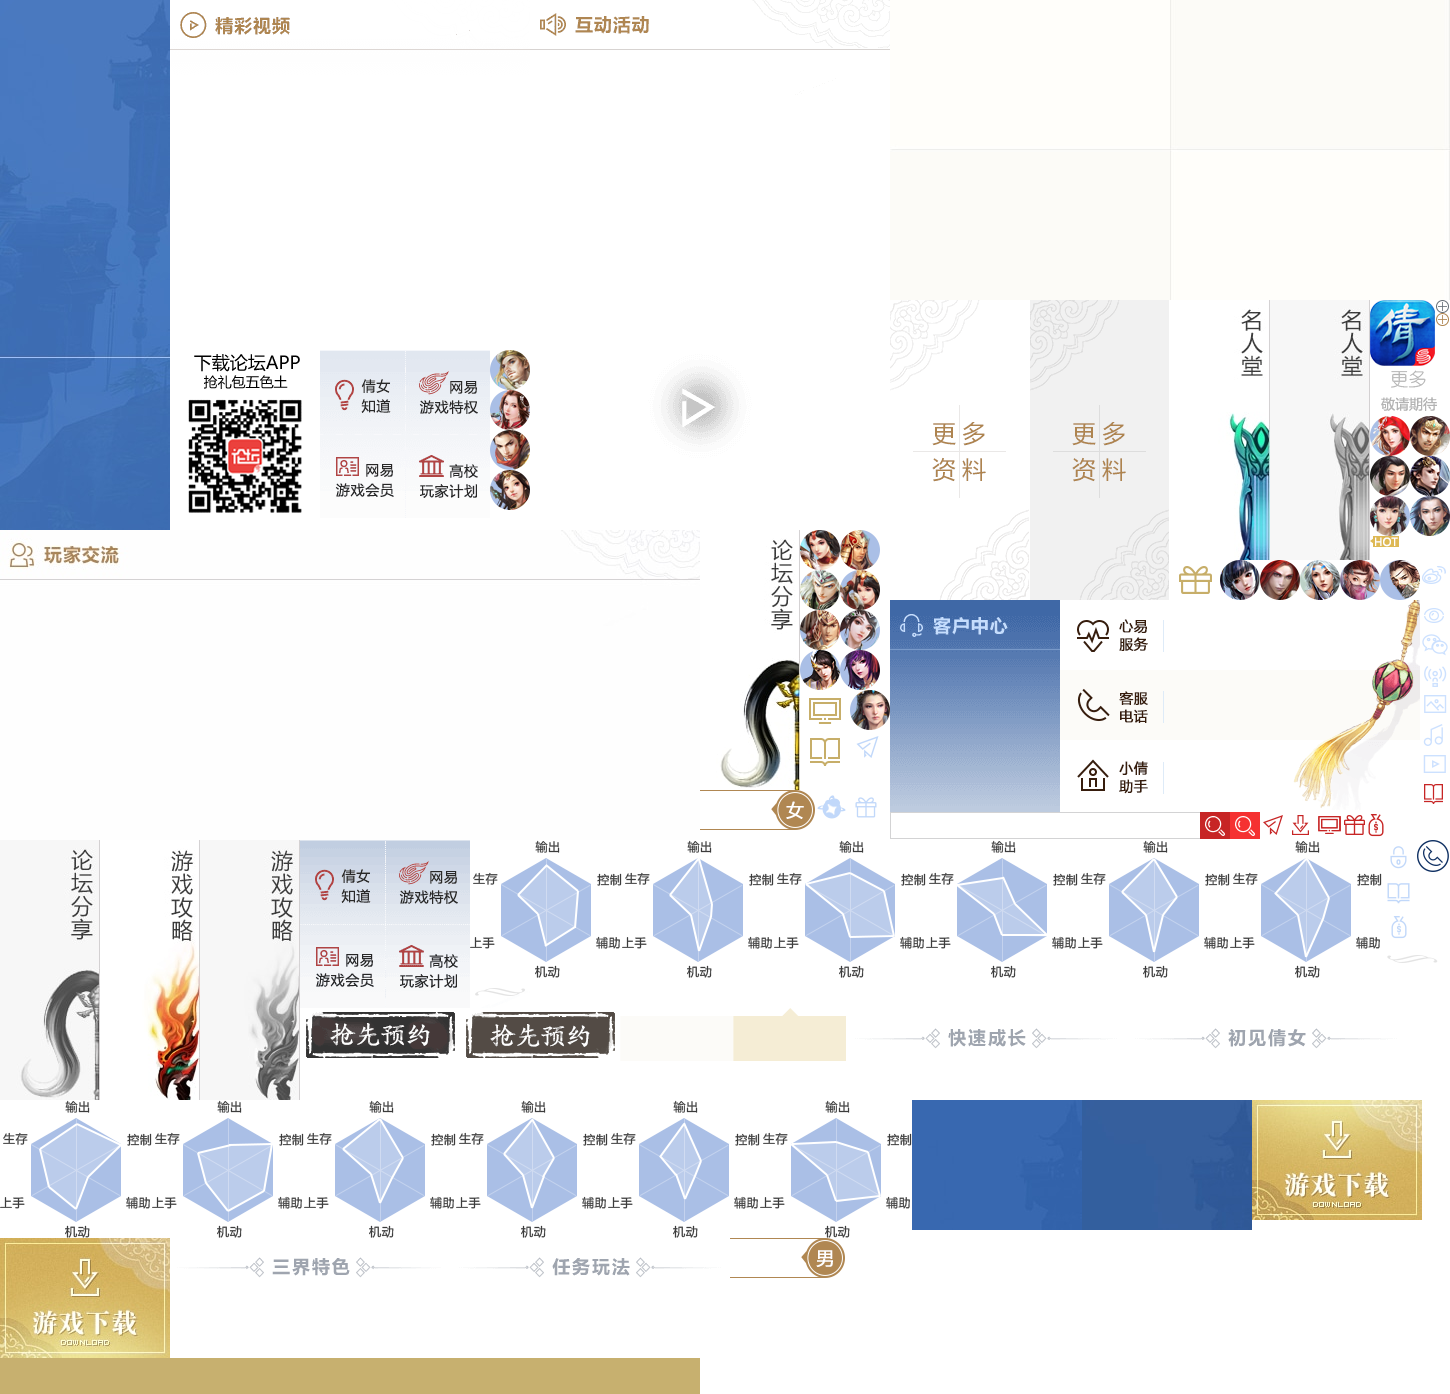 精彩视频
互动活动
下载论坛APP
抢礼包五色土
论坛
倩女
知道
网易
游戏特权
网易
游戏会员
高校
玩家计划
更多
资料
更多
资料
名人堂
名人堂
倩
更多
敬请期待
HOT
玩家交流
论坛分享
女
客户中心
心易
服务
客服
电话
小倩
助手
论坛分享
游戏攻略
游戏攻略
倩女
知道
网易
游戏特权
网易
游戏会员
高校
玩家计划
输出
生存
控制
上手
辅助
机动
输出
生存
控制
上手
辅助
机动
输出
生存
控制
上手
辅助
机动
输出
生存
控制
上手
辅助
机动
输出
生存
控制
上手
辅助
机动
输出
生存
控制
上手
辅助
机动
抢先预约
抢先预约
快速成长
初见倩女
输出
生存
控制
上手
辅助
机动
输出
生存
控制
上手
辅助
机动
输出
生存
控制
上手
辅助
机动
输出
生存
控制
上手
辅助
机动
输出
生存
控制
上手
辅助
机动
输出
生存
控制
上手
辅助
机动
游戏下载
DOWNLOAD
游戏下载
DOWNLOAD
三界特色
任务玩法
男